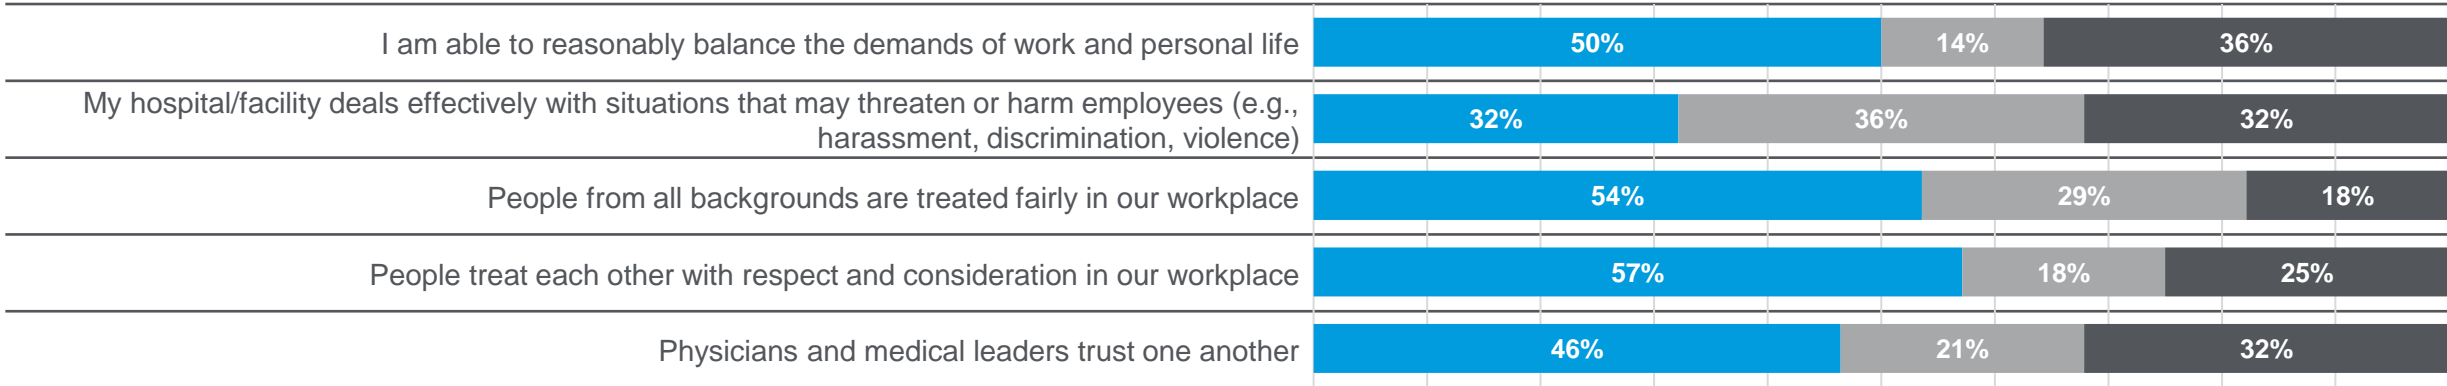 I am able to reasonably balance the demands of work and personal life
50% 14% 36%
My hospital/facility deals effectively with situations that may threaten or harm employees (e.g.,
harassment, discrimination, violence)
32% 36% 32%
People from all backgrounds are treated fairly in our workplace
54% 29% 18%
People treat each other with respect and consideration in our workplace
57% 18% 25%
Physicians and medical leaders trust one another
46% 21% 32%